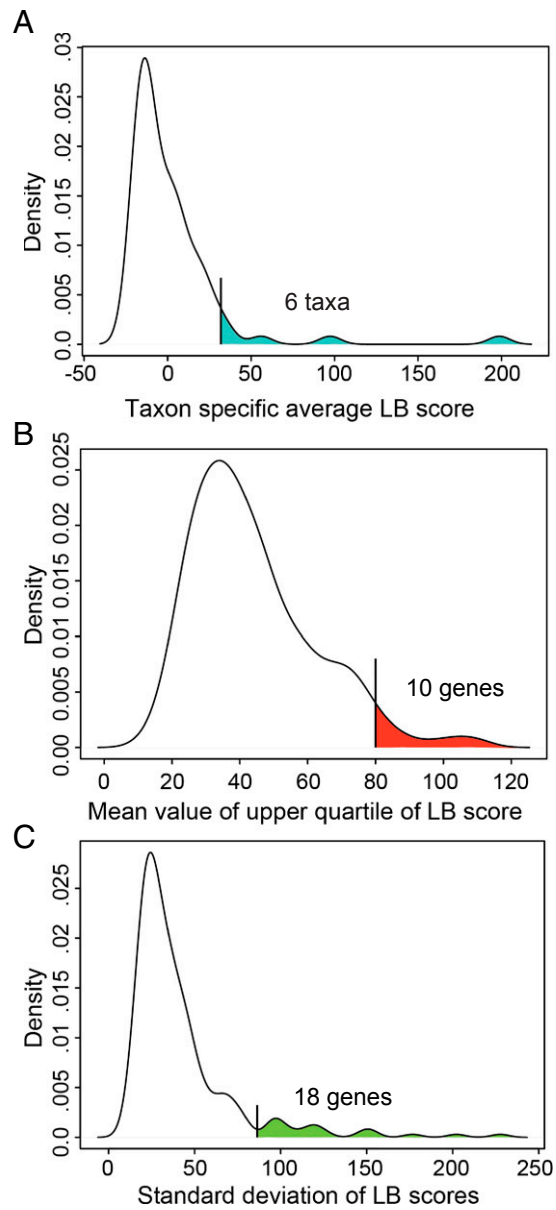 A
.03
.025
.02
.015
.01
.005
0.0
Density
6 taxa
-50 0 50 100 150 200
Taxon specific average LB score
B
0.025
0.02
0.015
0.01
0.005
0.00
Density
10 genes
0 20 40 60 80 100 120
Mean value of upper quartile of LB score
C
.025
.02
.015
.01
.005
0.0
Density
18 genes
0 50 100 150 200 250
Standard deviation of LB scores